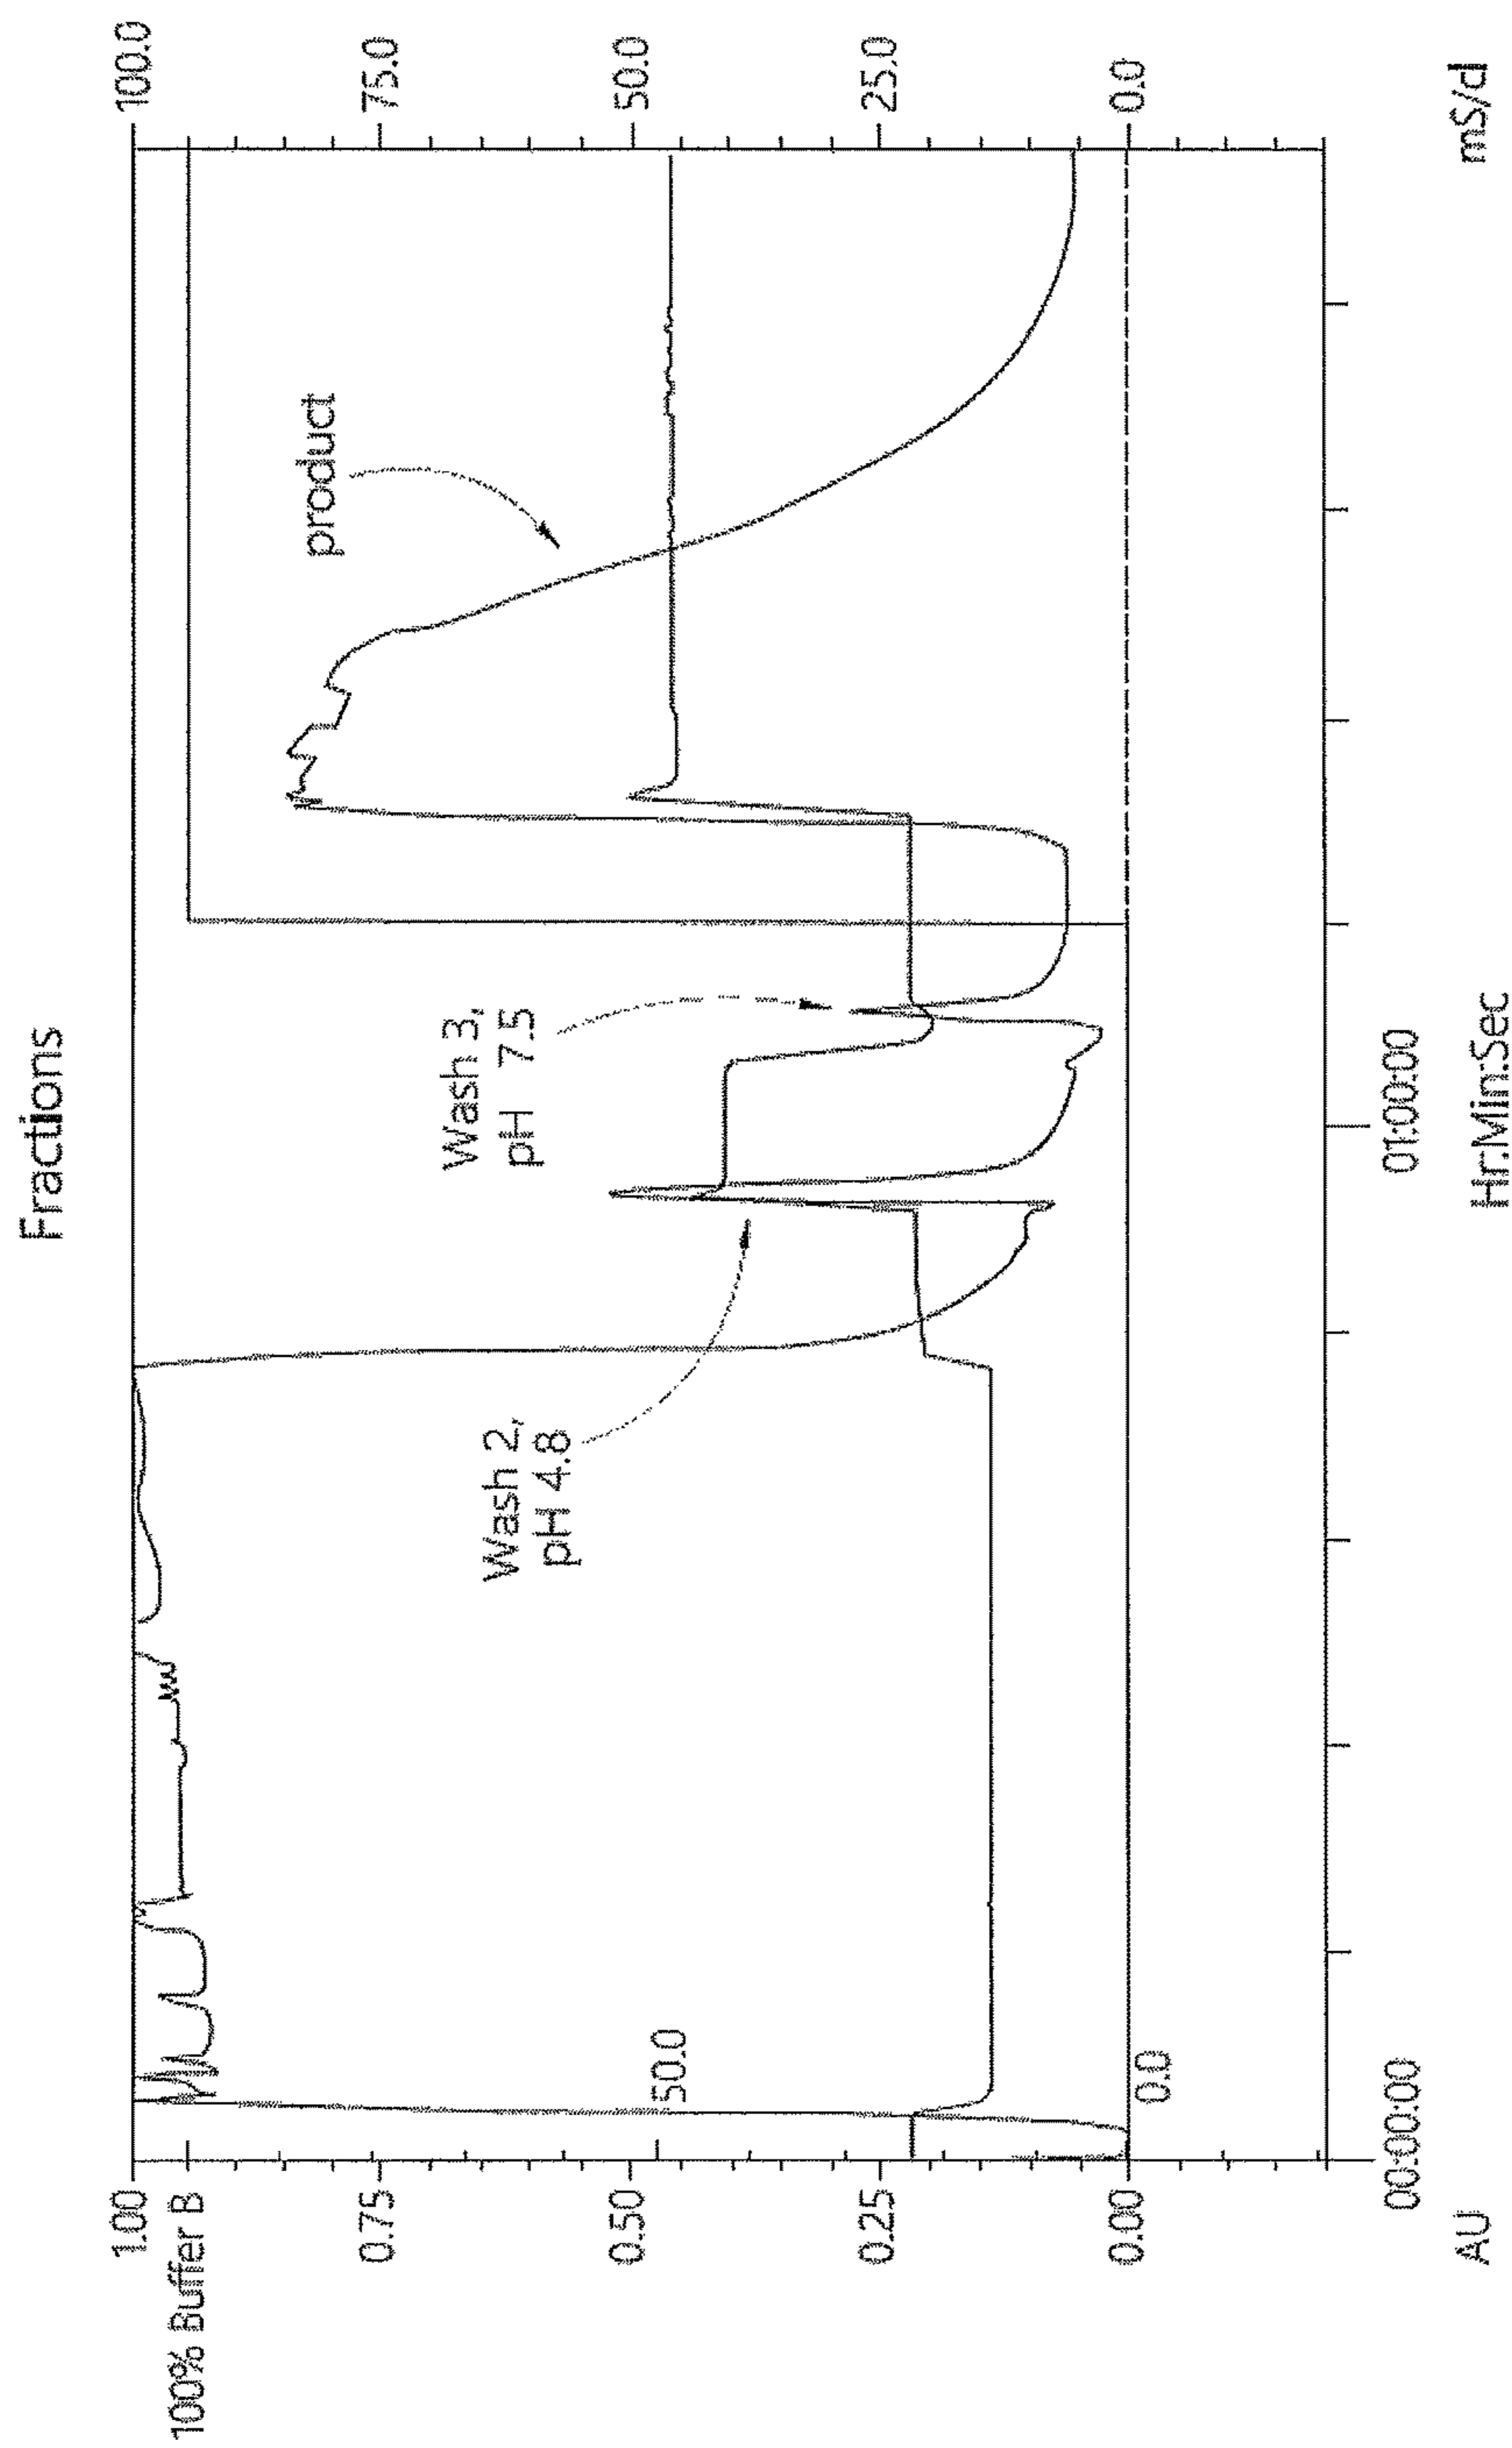 Fractions
1.00
100% Buffer B
0.75
0.50
0.25
0.00
AU
50.0
0.0
Wash 2,
pH 4.8
Wash 3,
pH 7.5
product
100.0
75.0
50.0
25.0
0.0
mS/d
00:00:00
01:00:00
Hr:Min:Sec